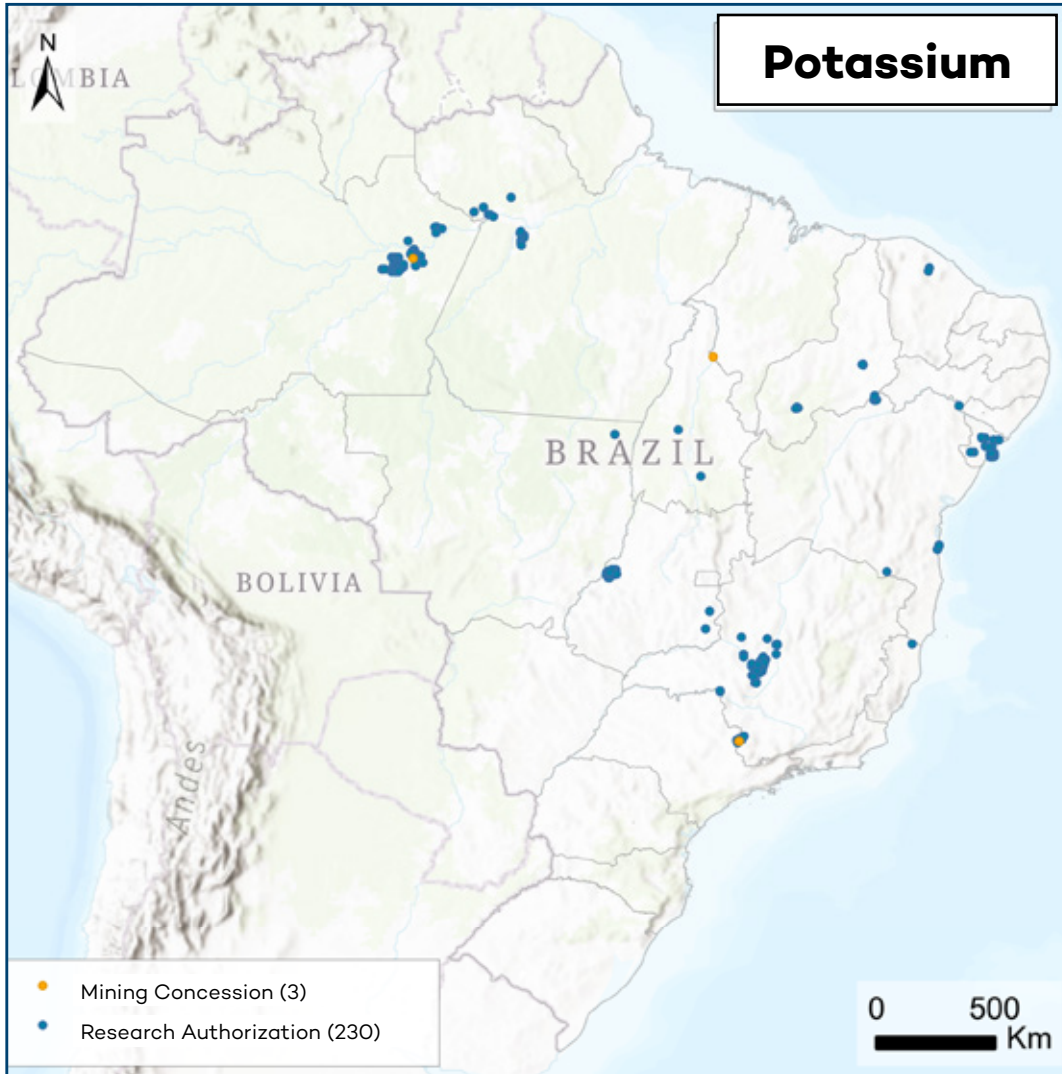 Potassium
N
LOMBIA
BRAZIL
BOLIVIA
Andes
Mining Concession (3)
Research Authorization (230)
0 500
Km